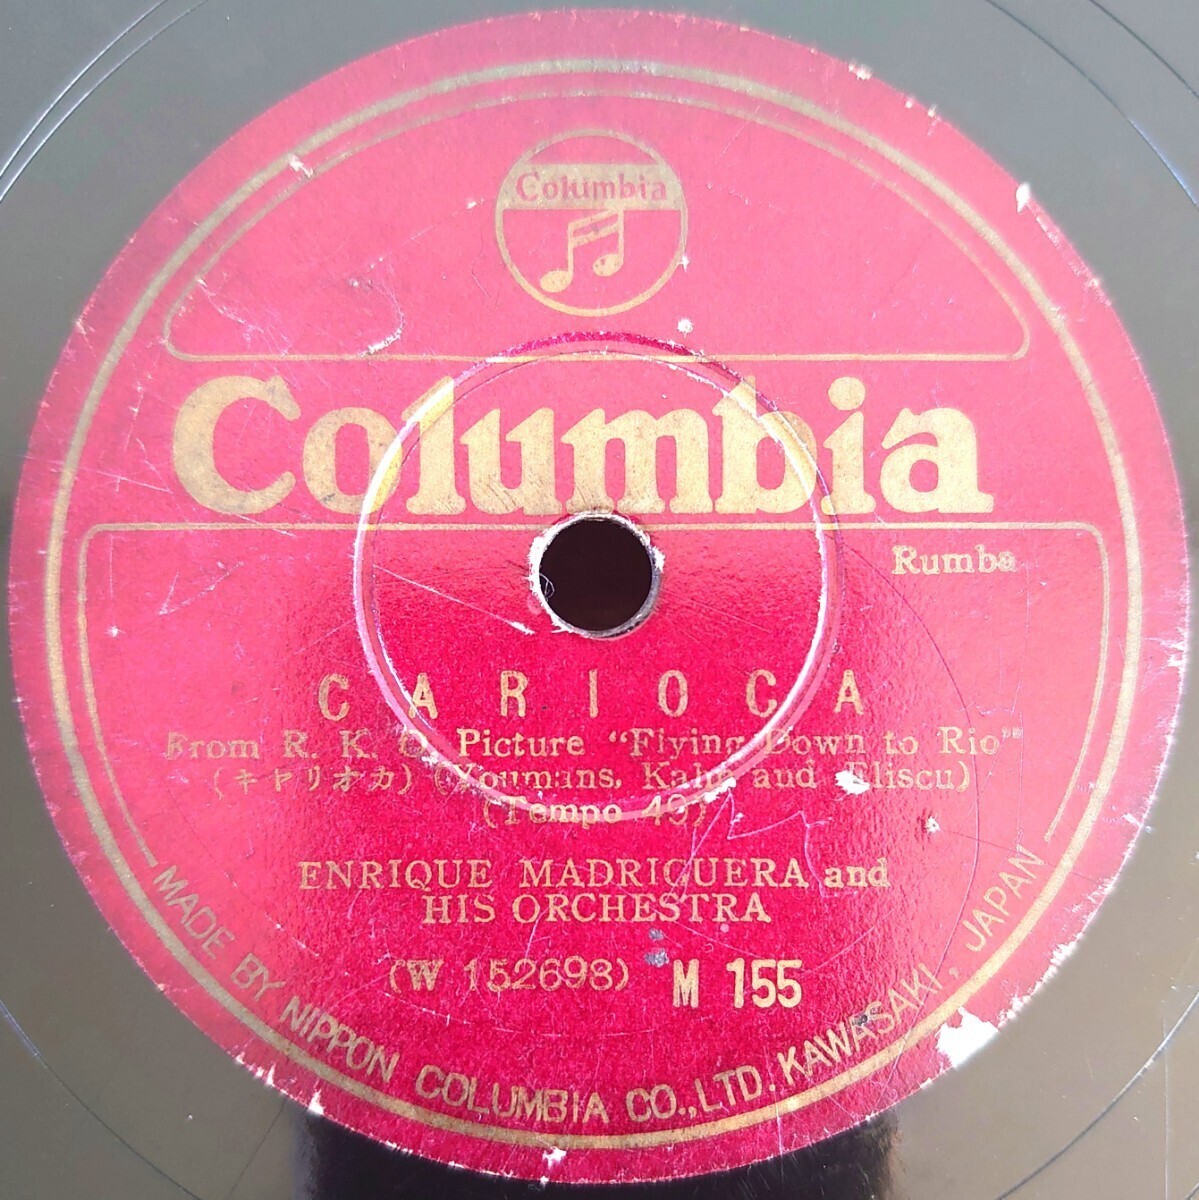 Columbia
Columbia
Rumba
CARIOCA
From R. K. O. Picture "Flying Down to Rio"
(キャリオカ) (Youmans, Kahn and Eliscu)
(Tempo 49)
ENRIQUE MADRIGUERA and
HIS ORCHESTRA
(W 152698) M 155
MADE BY NIPPON COLUMBIA CO., LTD. KAWASAKI, JAPAN